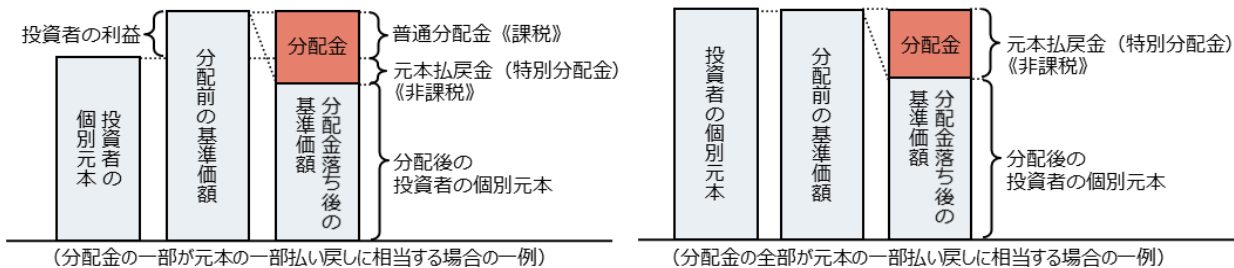 投資者の利益
投資者の
個別元本
分配前の基準価額
分配金
分配金落ち後の
基準価額
普通分配金《課税》
元本払戻金（特別分配金）
《非課税》
分配後の
投資者の個別元本
（分配金の一部が元本の一部払い戻しに相当する場合の一例）
投資者の個別元本
分配前の基準価額
分配金
分配金落ち後の
基準価額
元本払戻金（特別分配金）
《非課税》
分配後の
投資者の個別元本
（分配金の全部が元本の一部払い戻しに相当する場合の一例）